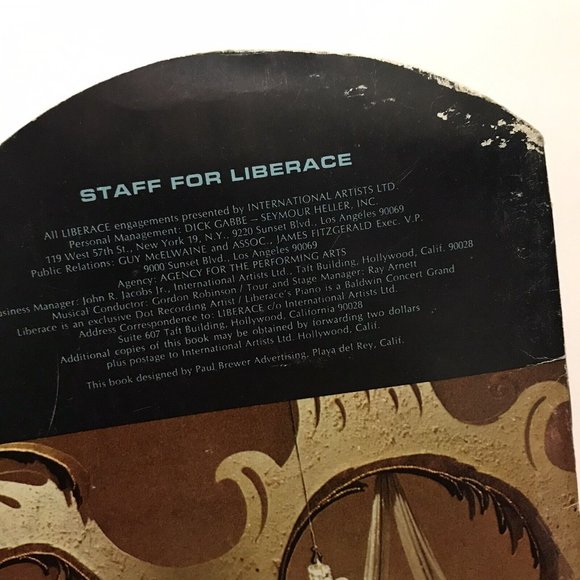 STAFF FOR LIBERACE
All LIBERACE engagements presented by INTERNATIONAL ARTISTS LTD.
Personal Management: DICK GABBE — SEYMOUR HELLER, INC.
119 West 57th St., New York 19, N.Y. 9220 Sunset Blvd., Los Angeles 90069
Public Relations: GUY McELWAINE and ASSOC., JAMES FITZGERALD Exec. V.P.
9000 Sunset Blvd., Los Angeles 90069
Agency: AGENCY FOR THE PERFORMING ARTS
usiness Manager: John R. Jacobs Jr., International Artists Ltd., Taft Building, Hollywood, Calif. 90028
Musical Conductor: Gordon Robinson / Tour and Stage Manager: Ray Arnett
Liberace is an exclusive Dot Recording Artist / Liberace's Piano is a Baldwin Concert Grand
Address Correspondence to: LIBERACE c/o International Artists Ltd.
Suite 607 Taft Building, Hollywood, California 90028
Additional copies of this book may be obtained by forwarding two dollars
plus postage to International Artists Ltd. Hollywood, Calif.
This book designed by Paul Brewer Advertising, Playa del Rey, Calif.